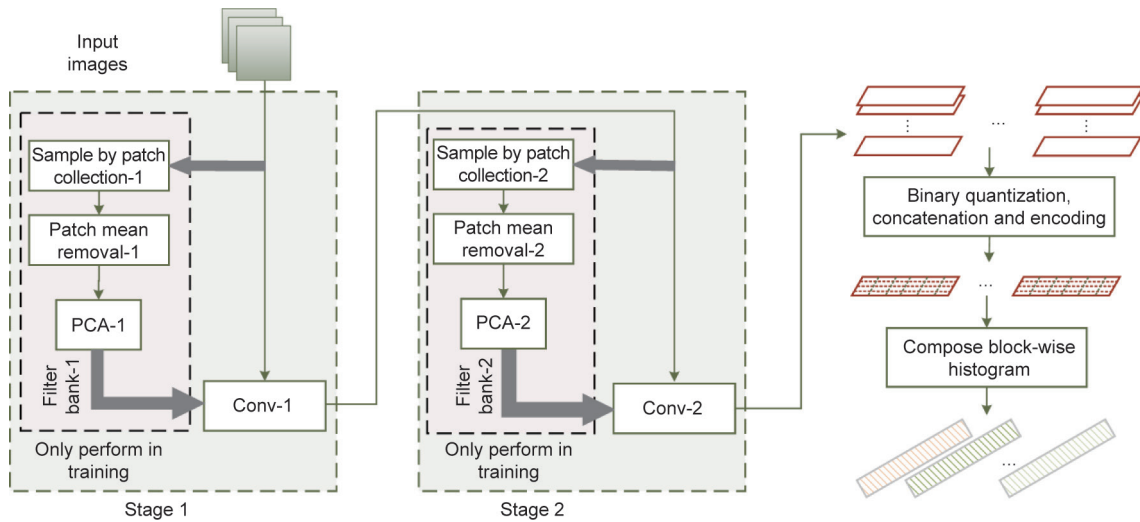 Input
images
Sample by patch
collection-1
Patch mean
removal-1
PCA-1
Filter
bank-1
Conv-1
Only perform in
training
Stage 1
Sample by patch
collection-2
Patch mean
removal-2
PCA-2
Filter
bank-2
Conv-2
Only perform in
training
Stage 2
...
Binary quantization,
concatenation and encoding
...
Compose block-wise
histogram
...